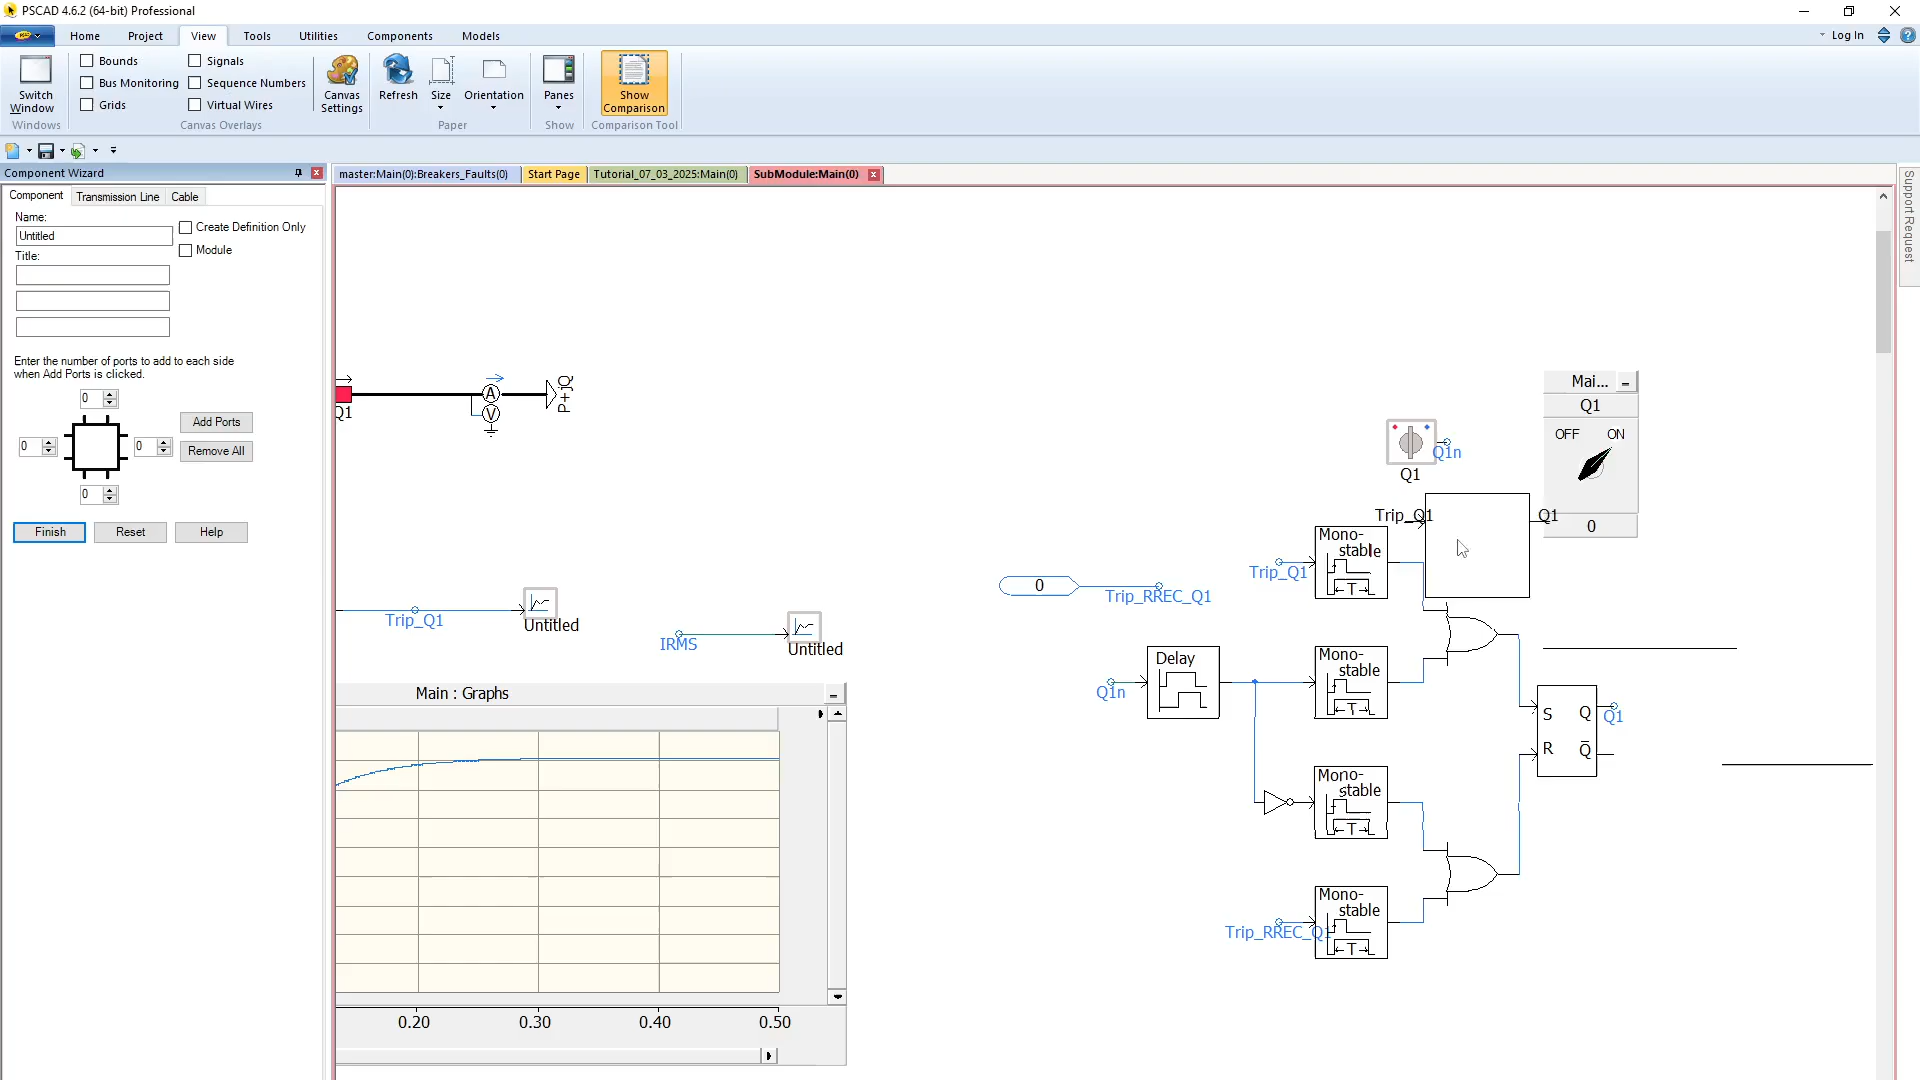 PSCAD 4.6.2 (64-bit) Professional
Home
Project
View
Tools
Utilities
Components
Models
Log In
Bounds
Signals
Bus Monitoring
Sequence Numbers
Grids
Virtual Wires
Switch
Window
Canvas
Settings
Refresh
Size
Orientation
Panes
Show
Comparison
Windows
Canvas Overlays
Paper
Show
Comparison Tool
Component Wizard
master:Main(0):Breakers_Faults(0)
Start Page
Tutorial_07_03_2025:Main(0)
SubModule:Main(0)
Support Request
Component
Transmission Line
Cable
Name:
Create Definition Only
Untitled
Module
Title:
Enter the number of ports to add to each side
when Add Ports is clicked.
0
Add Ports
0
0
Remove All
0
Finish
Reset
Help
Q1
A
V
P+jQ
Q1n
Q1
Mai...
Q1
OFF
ON
0
Trip_Q1
Q1
Mono-
stable
T
Trip_Q1
0
Trip_RREC_Q1
Trip_Q1
Untitled
IRMS
Untitled
Delay
Q1n
Mono-
stable
T
S
Q
R
Q̅
Q1
Mono-
stable
T
Mono-
stable
T
Trip_RREC_Q1
Main : Graphs
0.20
0.30
0.40
0.50